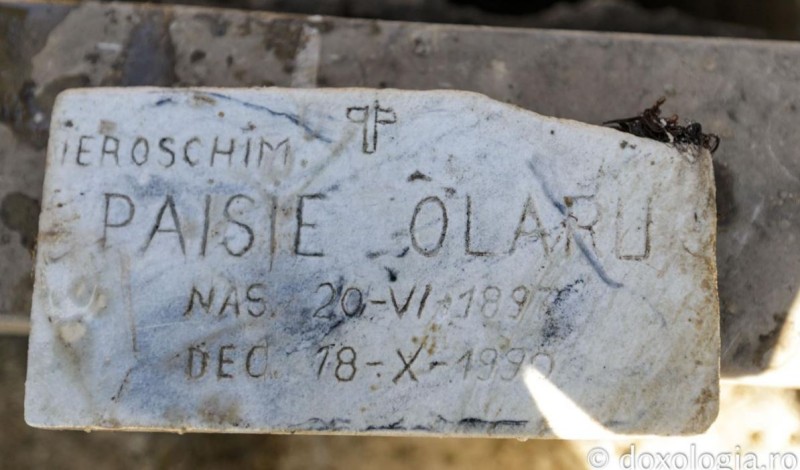 IEROSCHIM
PAISIE OLARU
NAS. 20-VI-1897
DEC. 18-X-1990
© doxologia.ro